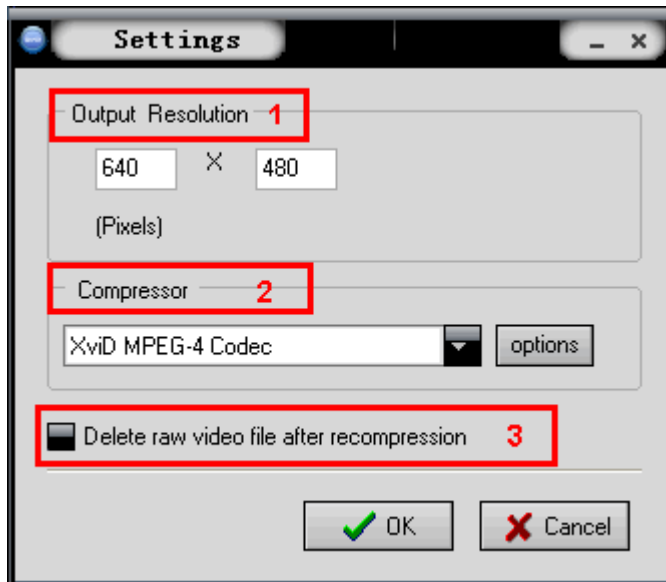 Settings
Output Resolution 1
640 X 480
(Pixels)
Compressor 2
XviD MPEG-4 Codec options
Delete raw video file after recompression 3
OK Cancel